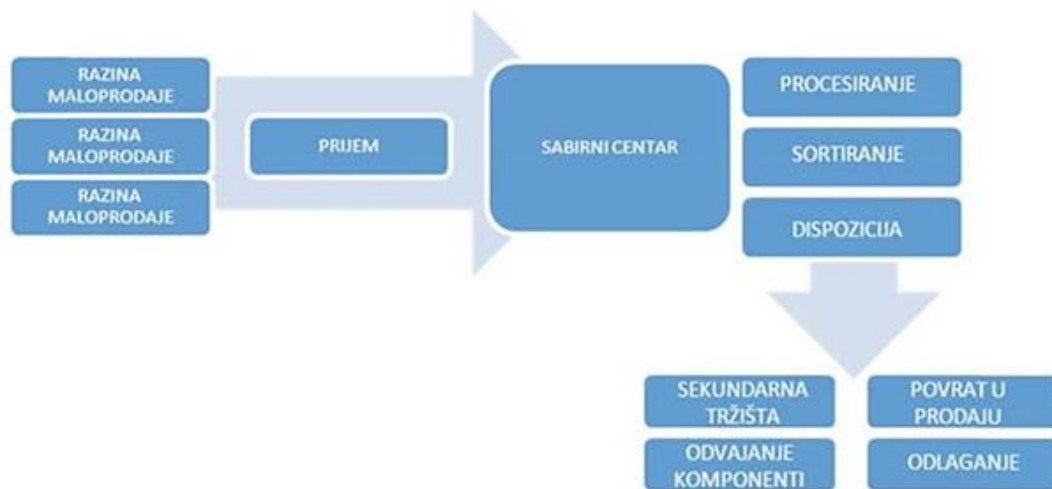 RAZINA
MALOPRODAJE
RAZINA
MALOPRODAJE
RAZINA
MALOPRODAJE
PRIJEM
SABIRNI CENTAR
PROCESIRANJE
SORTIRANJE
DISPOZICIJA
SEKUNDARNA
TRŽIŠTA
POVRAT U
PRODAJU
ODVAJANJE
KOMPONENTI
ODLAGANJE